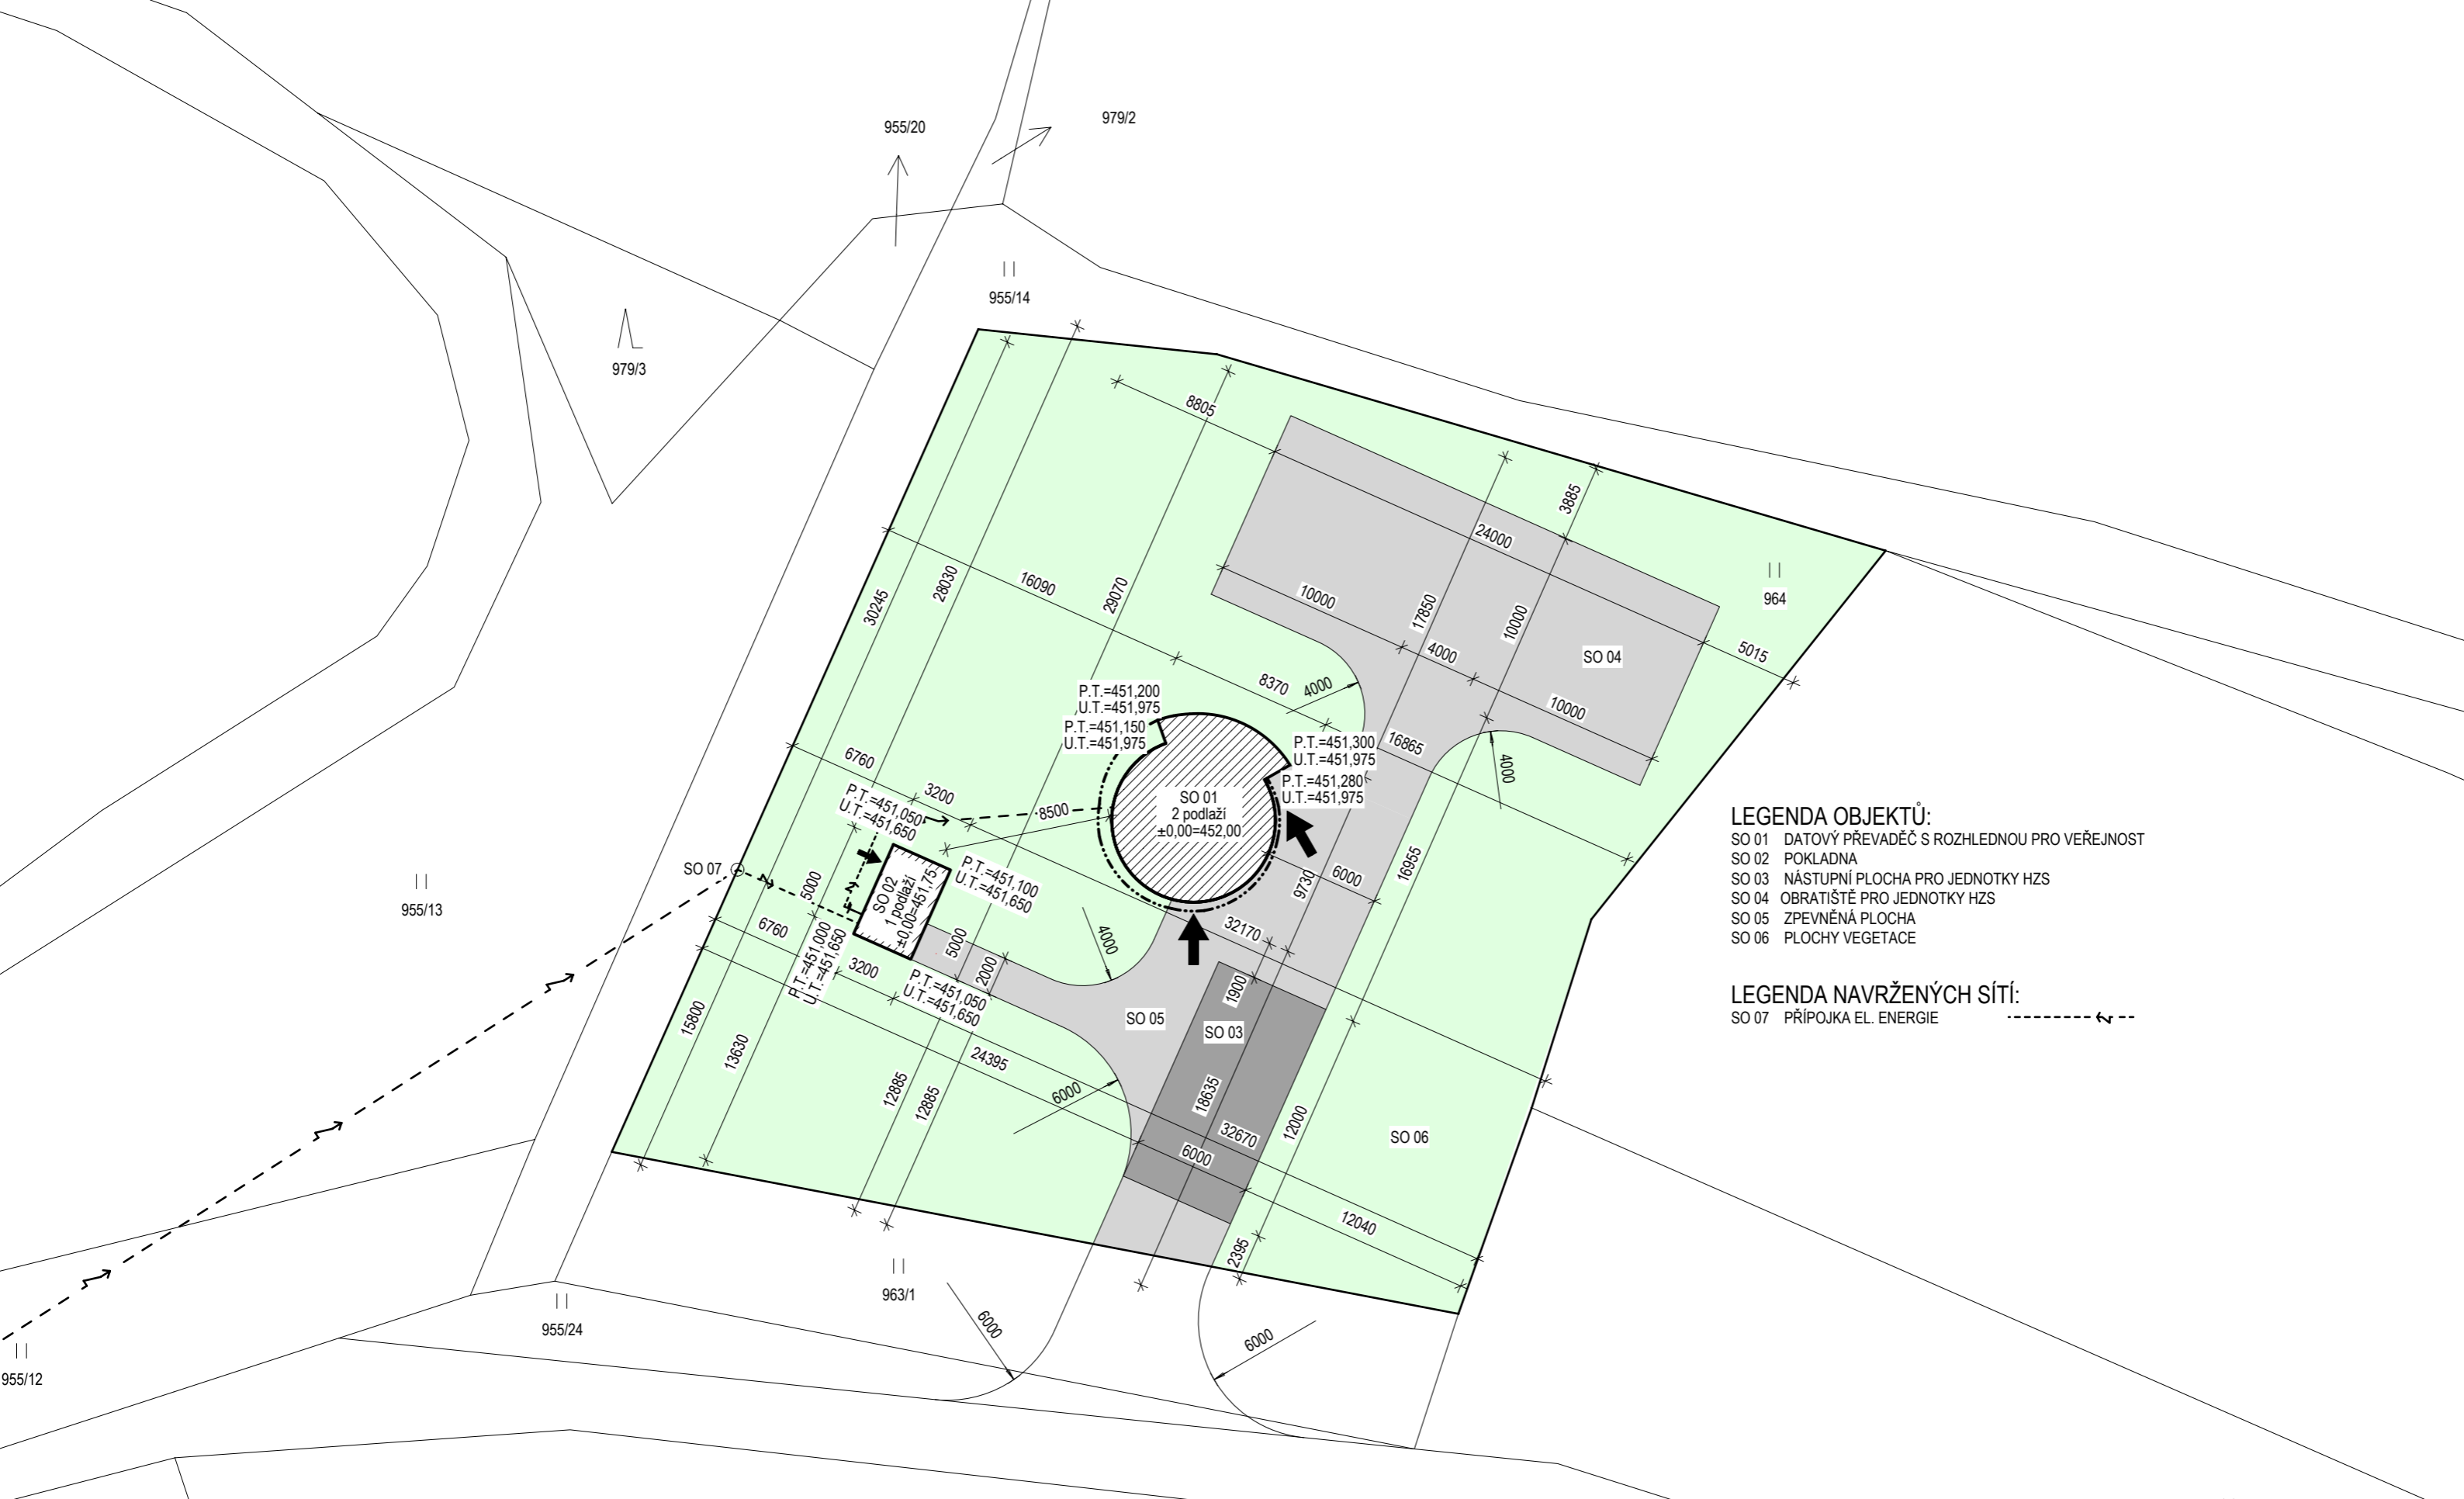 979/2
955/20
955/14
979/3
8805
3885
24000
16090
28030
29070
30245
10000
17850
10000
964
4000
5015
SO 04
8370
4000
10000
P.T.=451,200
U.T.=451,975
P.T.=451,150
U.T.=451,975
16865
P.T.=451,300
U.T.=451,975
P.T.=451,280
U.T.=451,975
4000
6760
3200
P.T.=451,050
U.T.=451,650
8500
SO 01
2 podlaží
±0,00=452,00
SO 07
5000
SO 02
1 podlaží
±0,00=451,75
P.T.=451,100
U.T.=451,650
6000
9730
16955
955/13
6760
P.T.=451,000
U.T.=451,650
3200
5000
2000
4000
32170
P.T.=451,050
U.T.=451,650
1900
SO 05
SO 03
15800
13630
24395
12885
12885
6000
18635
32670
6000
12000
SO 06
12040
2395
963/1
955/24
6000
6000
955/12
LEGENDA OBJEKTŮ:
SO 01 DATOVÝ PŘEVADĚČ S ROZHLEDNOU PRO VEŘEJNOST
SO 02 POKLADNA
SO 03 NÁSTUPNÍ PLOCHA PRO JEDNOTKY HZS
SO 04 OBRATIŠTĚ PRO JEDNOTKY HZS
SO 05 ZPEVNĚNÁ PLOCHA
SO 06 PLOCHY VEGETACE
LEGENDA NAVRŽENÝCH SÍTÍ:
SO 07 PŘÍPOJKA EL. ENERGIE